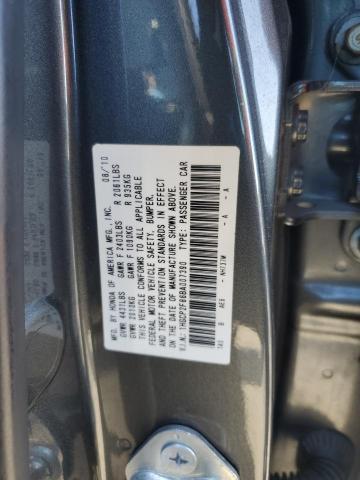 MFD. BY HONDA OF AMERICA MFG., INC. 08/10
GVWR 4431LBS GAWR F 2403LBS R 2061LBS
GVWR 2010KG GAWR F 1090KG R 935KG
THIS VEHICLE CONFORMS TO ALL APPLICABLE
FEDERAL MOTOR VEHICLE SAFETY, BUMPER,
AND THEFT PREVENTION STANDARDS IN EFFECT
ON THE DATE OF MANUFACTURE SHOWN ABOVE.
V.I.N.: 1HGCP3F86BA007390 TYPE: PASSENGER CAR